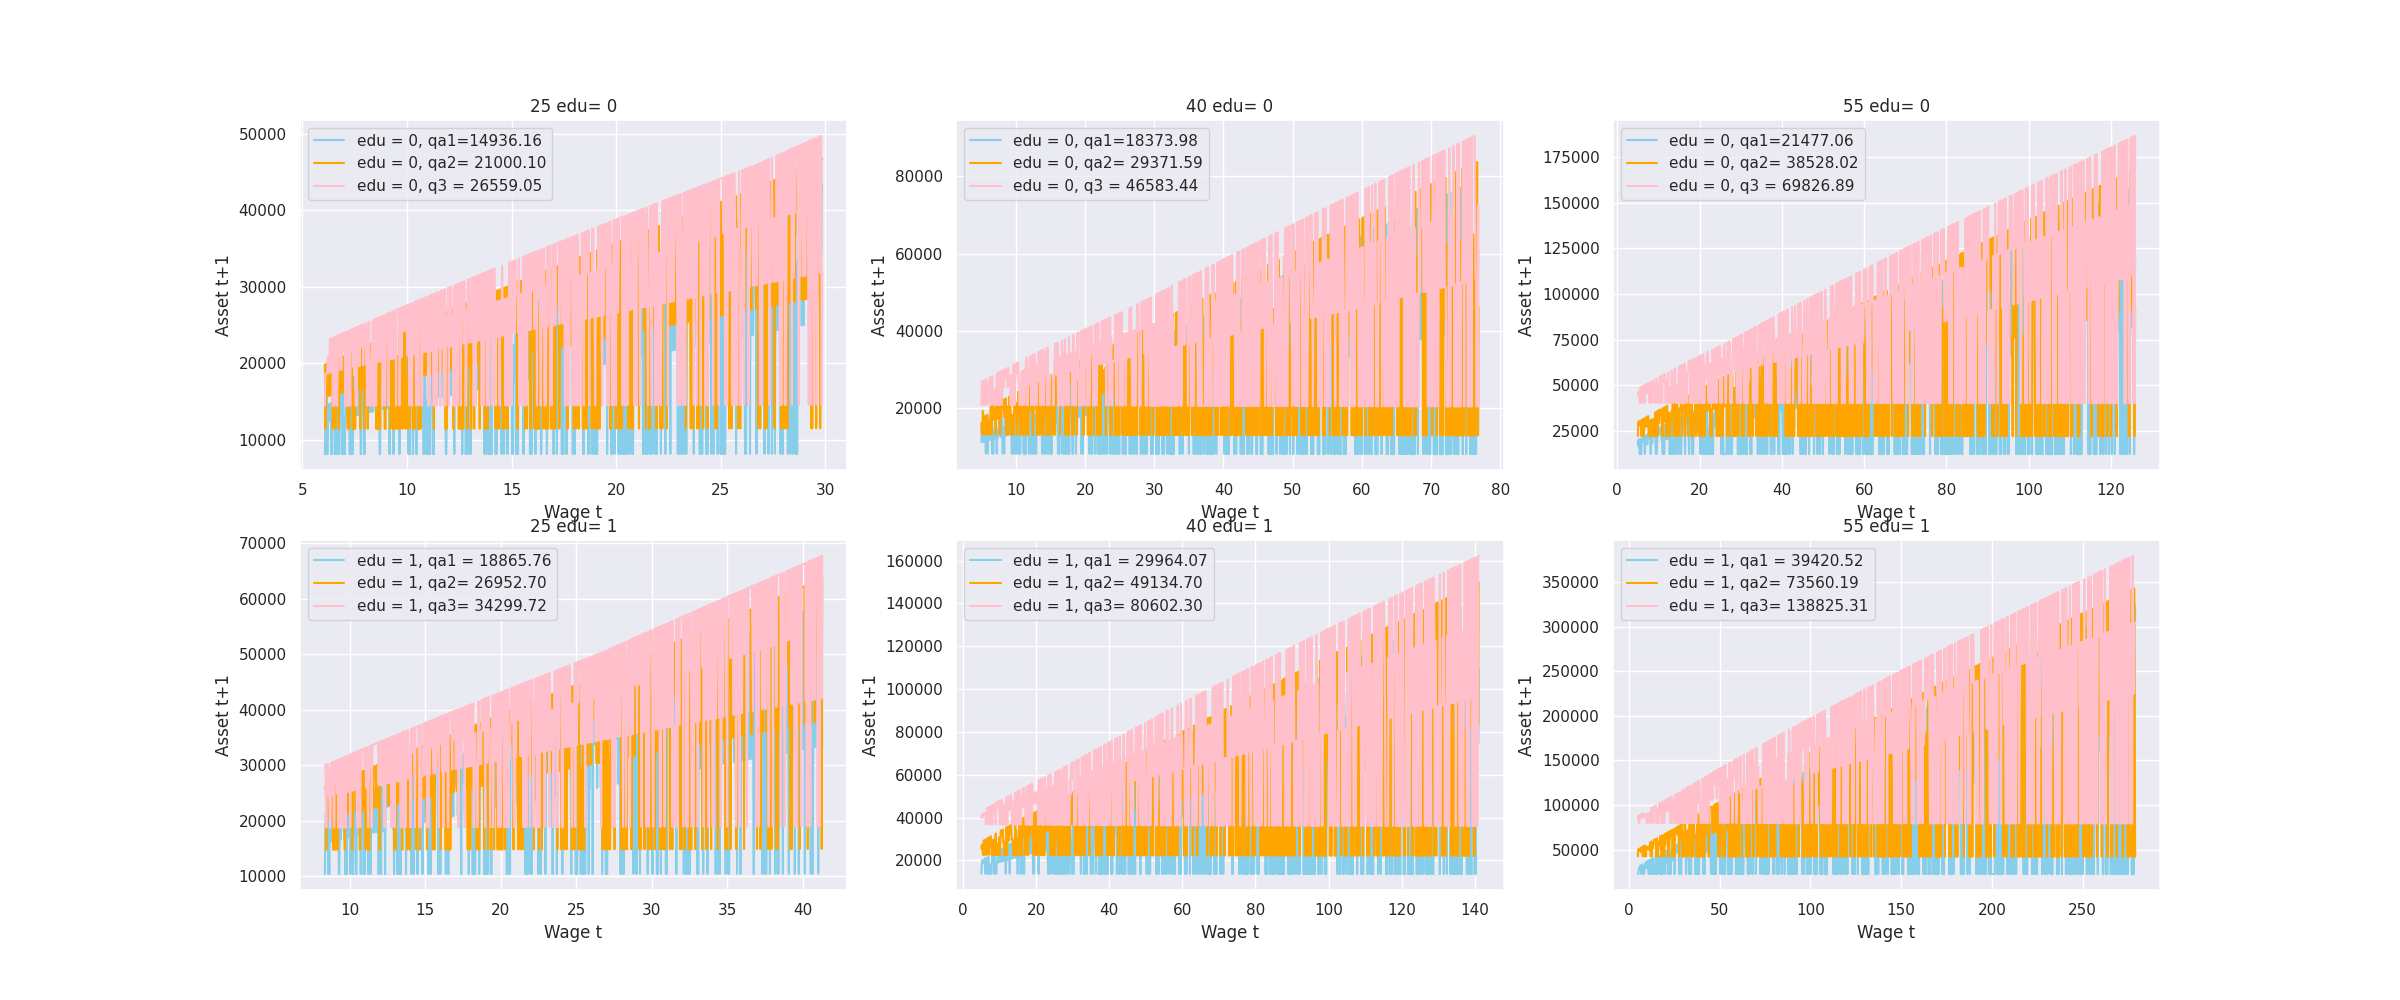 25 edu= 0
edu = 0, qa1=14936.16
edu = 0, qa2= 21000.10
edu = 0, q3 = 26559.05
Asset t+1
50000
40000
30000
20000
10000
5 10 15 20 25 30
Wage t
40 edu= 0
edu = 0, qa1=18373.98
edu = 0, qa2= 29371.59
edu = 0, q3 = 46583.44
Asset t+1
80000
60000
40000
20000
10 20 30 40 50 60 70 80
Wage t
55 edu= 0
edu = 0, qa1=21477.06
edu = 0, qa2= 38528.02
edu = 0, q3 = 69826.89
Asset t+1
175000
150000
125000
100000
75000
50000
25000
0 20 40 60 80 100 120
Wage t
25 edu= 1
edu = 1, qa1 = 18865.76
edu = 1, qa2= 26952.70
edu = 1, qa3= 34299.72
Asset t+1
70000
60000
50000
40000
30000
20000
10000
10 15 20 25 30 35 40
Wage t
40 edu= 1
edu = 1, qa1 = 29964.07
edu = 1, qa2= 49134.70
edu = 1, qa3= 80602.30
Asset t+1
160000
140000
120000
100000
80000
60000
40000
20000
0 20 40 60 80 100 120 140
Wage t
55 edu= 1
edu = 1, qa1 = 39420.52
edu = 1, qa2= 73560.19
edu = 1, qa3= 138825.31
Asset t+1
350000
300000
250000
200000
150000
100000
50000
0 50 100 150 200 250
Wage t